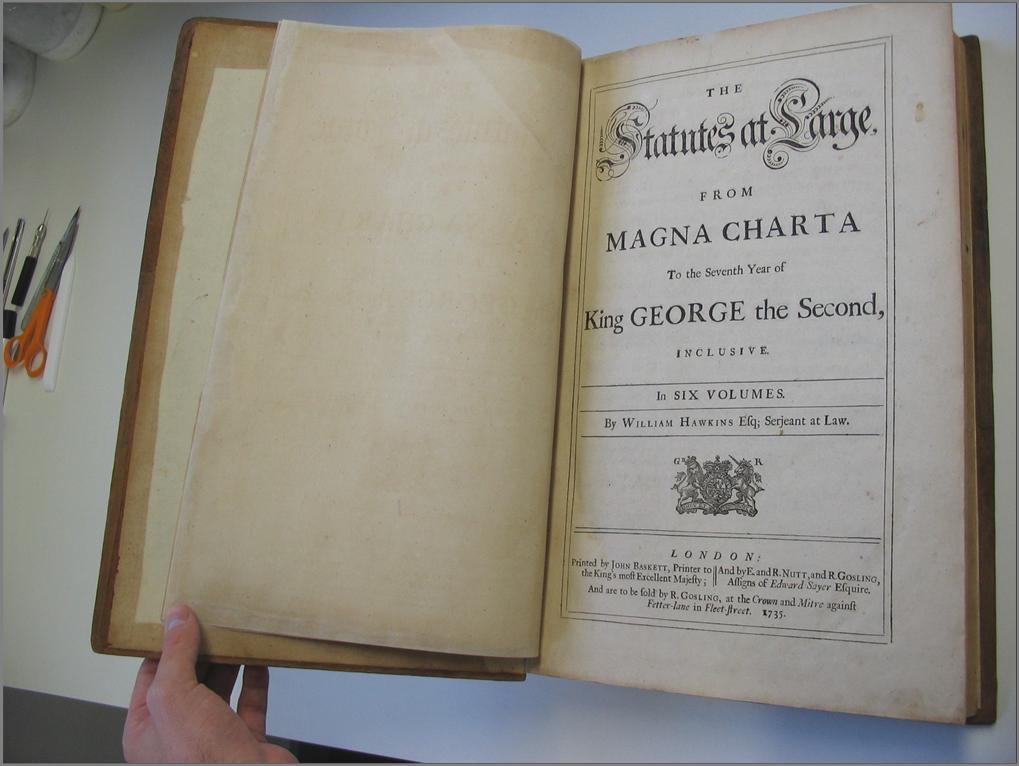 THE
Statutes at Large,
FROM
MAGNA CHARTA
To the Seventh Year of
King GEORGE the Second,
INCLUSIVE.
In SIX VOLUMES.
By WILLIAM HAWKINS Eſq; Serjeant at Law.
G R
LONDON:
Printed by JOHN BASKETT, Printer to
the King's moſt Excellent Majeſty;
And by E. and R. NUTT, and R. GOSLING,
Aſſigns of Edward Sayer Eſquire.
And are to be ſold by R. GOSLING, at the Crown and Mitre againſt
Fetter-lane in Fleet-ſtreet. 1735.